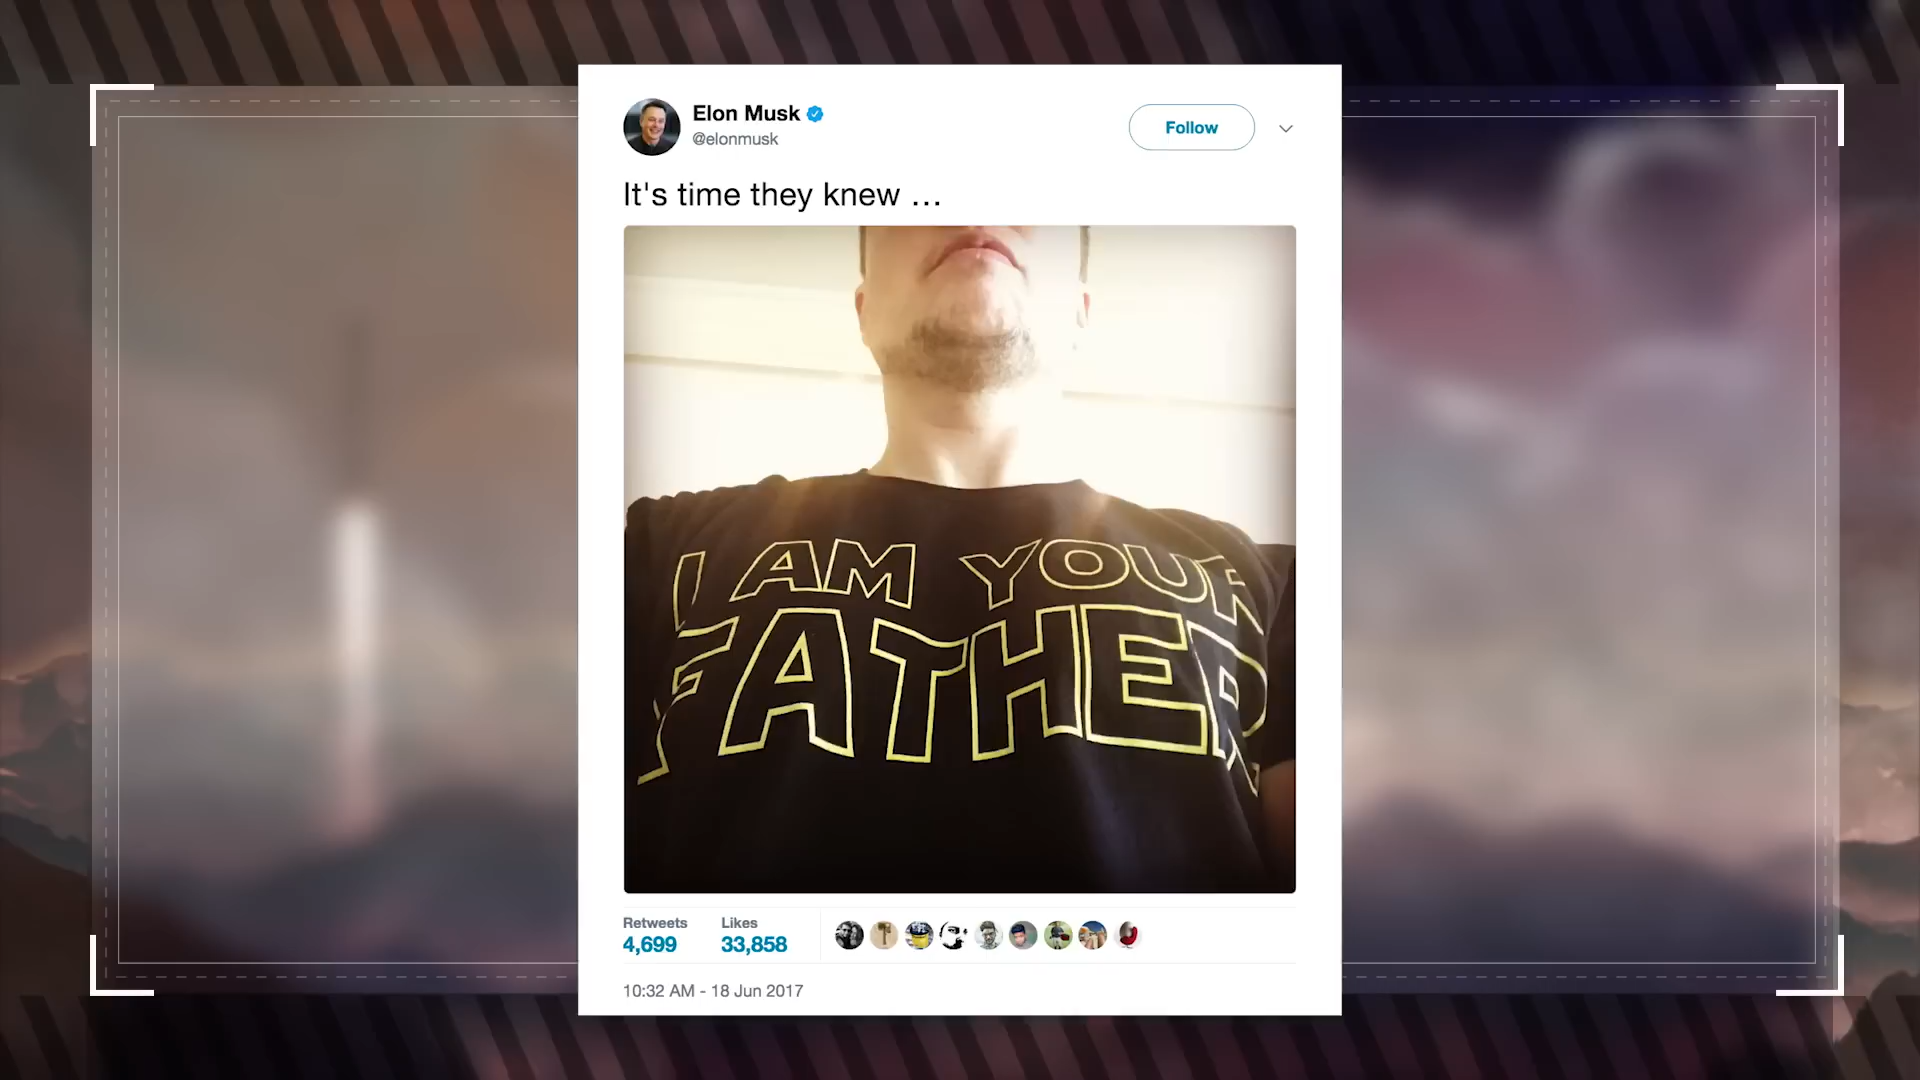 Elon Musk
@elonmusk
Follow
It's time they knew …
I AM YOUR
FATHER
Retweets
4,699
Likes
33,858
10:32 AM - 18 Jun 2017